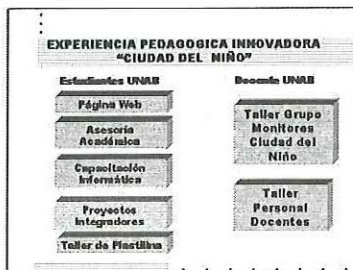 EXPERIENCIA PEDAGOGICA INNOVADORA
"CIUDAD DEL NIÑO"
Estudiantes UNAB
Página Web
Asesoría
Académica
Capacitación
Informática
Proyectos
Integradores
Taller de Plastilina
Docente UNAB
Taller Grupo
Monitores
Ciudad del
Niño
Taller
Personal
Docentes